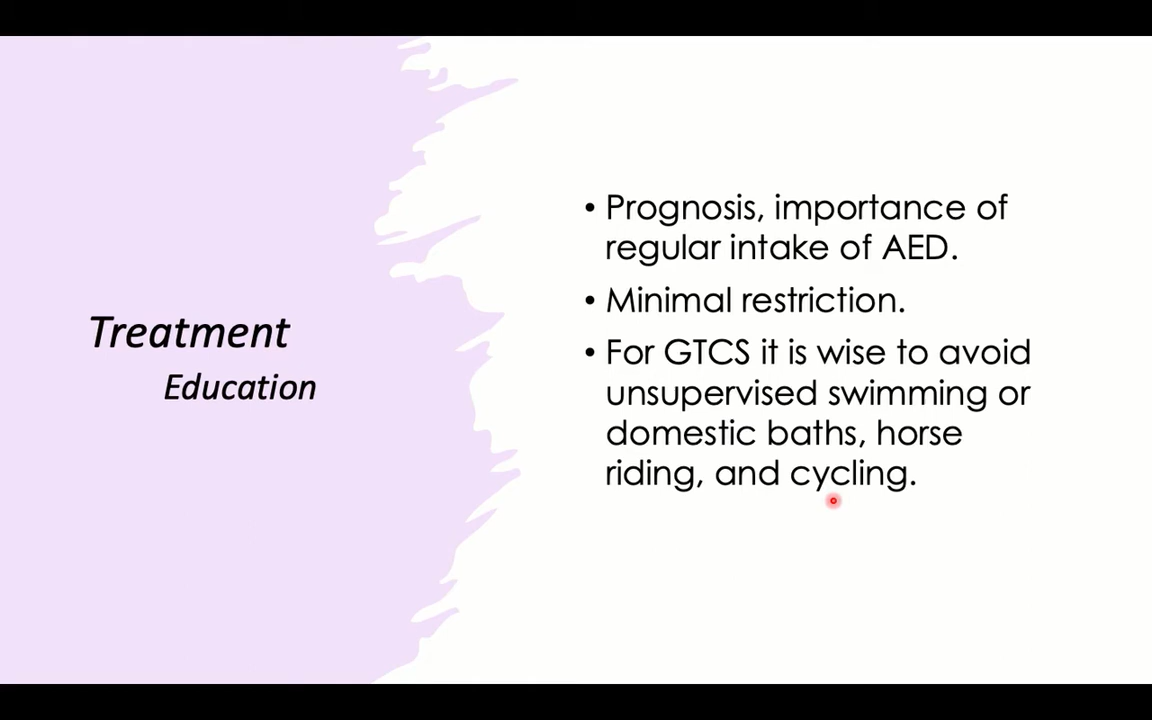 Treatment
Education
• Prognosis, importance of
regular intake of AED.
• Minimal restriction.
• For GTCS it is wise to avoid
unsupervised swimming or
domestic baths, horse
riding, and cycling.